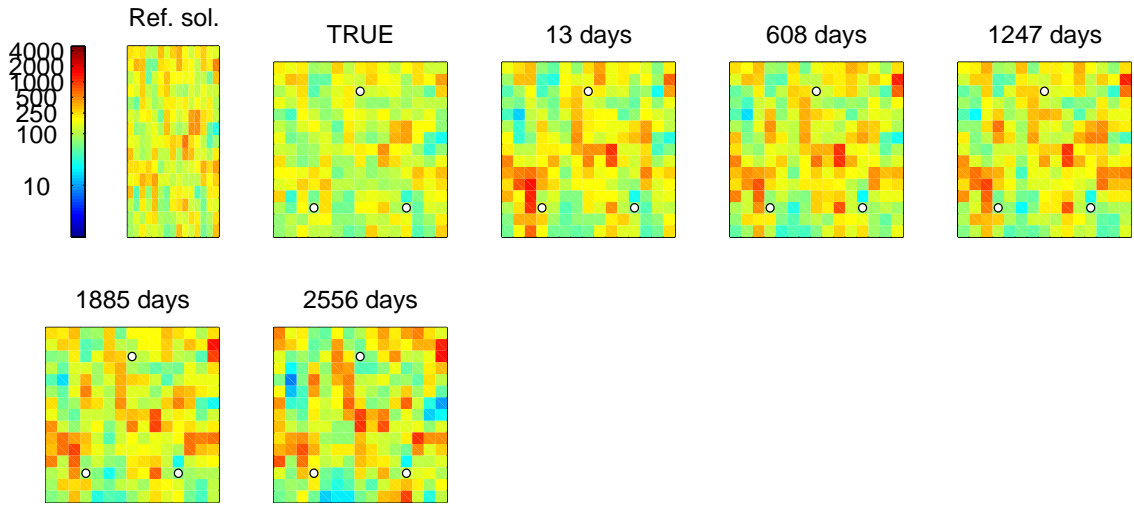 Ref. sol.
TRUE
13 days
608 days
1247 days
4000
2000
1000
500
250
100
10
1885 days
2556 days